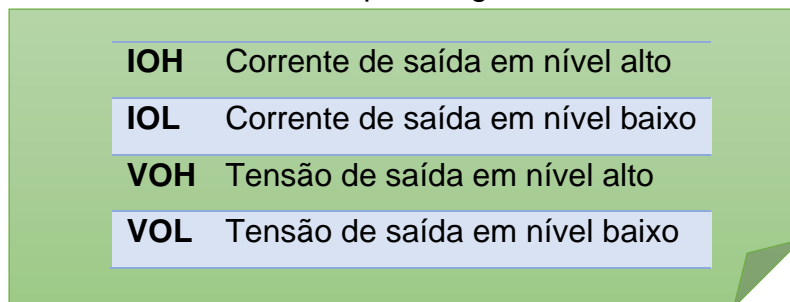 IOH Corrente de saída em nível alto
IOL Corrente de saída em nível baixo
VOH Tensão de saída em nível alto
VOL Tensão de saída em nível baixo